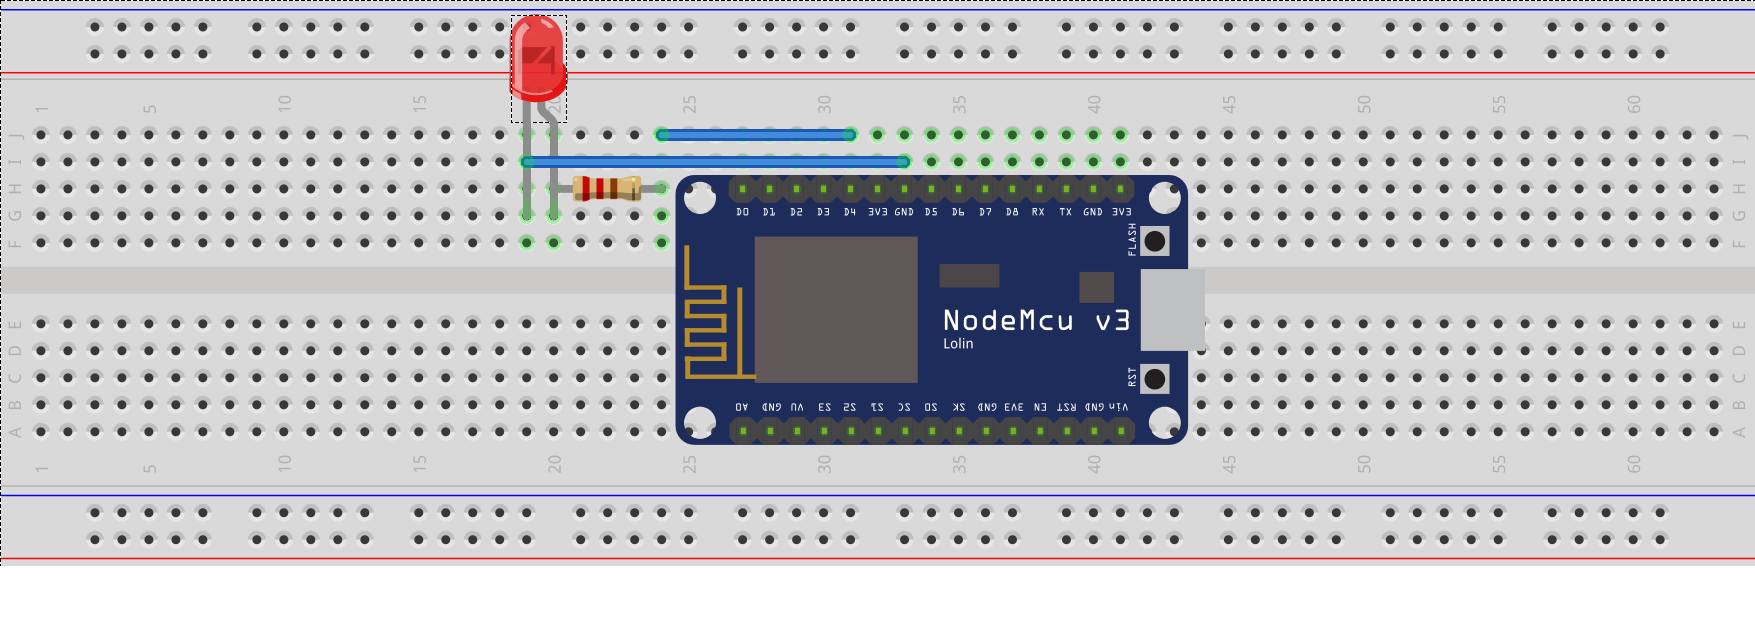 1 5 10 15 20 25 30 35 40 45 50 55 60
J J
I I
H H
G G
F F
D0 D1 D2 D3 D4 3V3 GND D5 D6 D7 D8 RX TX GND 3V3
FLASH
NodeMcu v3
Lolin
RST
A0 GND VU S3 S2 S1 SC SO SK GND 3V3 EN RST GND Vin
E E
D D
C C
B B
A A
1 5 10 15 20 25 30 35 40 45 50 55 60